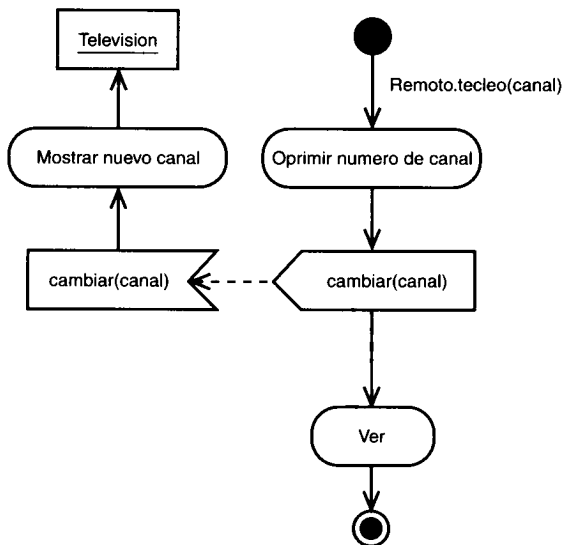 Television
Remoto.tecleo(canal)
Mostrar nuevo canal
Oprimir numero de canal
cambiar(canal)
cambiar(canal)
Ver